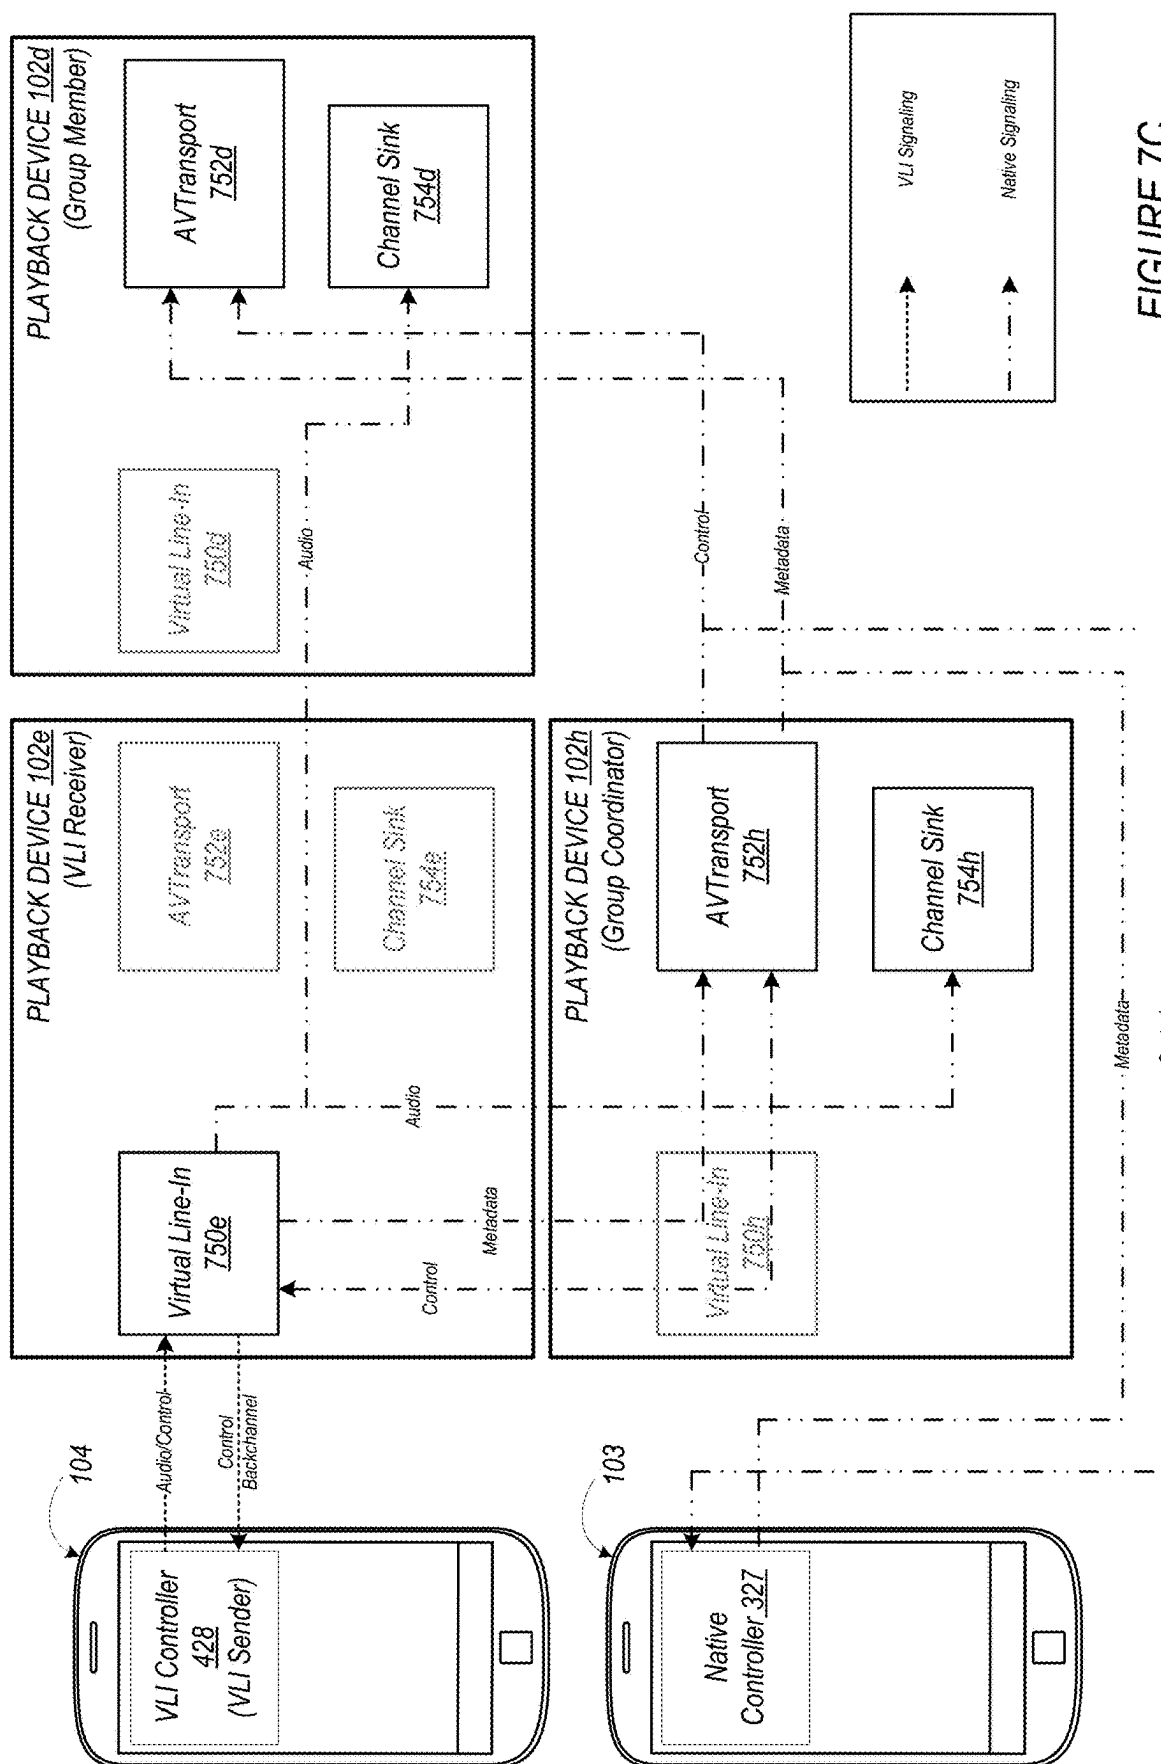 104
VLI Controller
428
(VLI Sender)
Audio/Control
Control
Backchannel
PLAYBACK DEVICE 102e
(VLI Receiver)
Virtual Line-In
750e
AVTransport
752e
Channel Sink
754e
Audio
Metadata
Control
PLAYBACK DEVICE 102d
(Group Member)
Virtual Line-In
750d
AVTransport
752d
Channel Sink
754d
Audio
103
Native
Controller 327
PLAYBACK DEVICE 102h
(Group Coordinator)
Virtual Line-In
750h
AVTransport
752h
Channel Sink
754h
Control
Metadata
Metadata
VLI Signaling
Native Signaling
FIGURE 7C